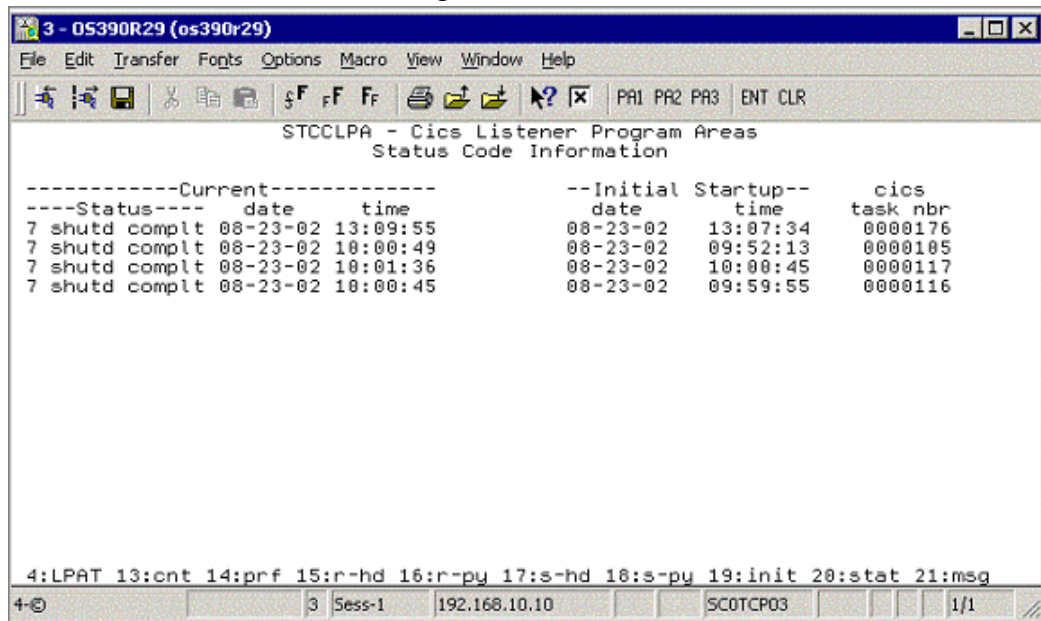 3 - OS390R29 (os390r29)
File Edit Transfer Fonts Options Macro View Window Help
PA1 PA2 PA3 ENT CLR
STCCLPA - Cics Listener Program Areas
Status Code Information
------------Current------------- --Initial Startup-- cics
----Status---- date time date time task nbr
7 shutd complt 08-23-02 13:09:55 08-23-02 13:07:34 0000176
7 shutd complt 08-23-02 10:00:49 08-23-02 09:52:13 0000105
7 shutd complt 08-23-02 10:01:36 08-23-02 10:00:45 0000117
7 shutd complt 08-23-02 10:00:45 08-23-02 09:59:55 0000116
4:LPAT 13:cnt 14:prf 15:r-hd 16:r-py 17:s-hd 18:s-py 19:init 20:stat 21:msg
4-© 3 Sess-1 192.168.10.10 SC0TCP03 1/1